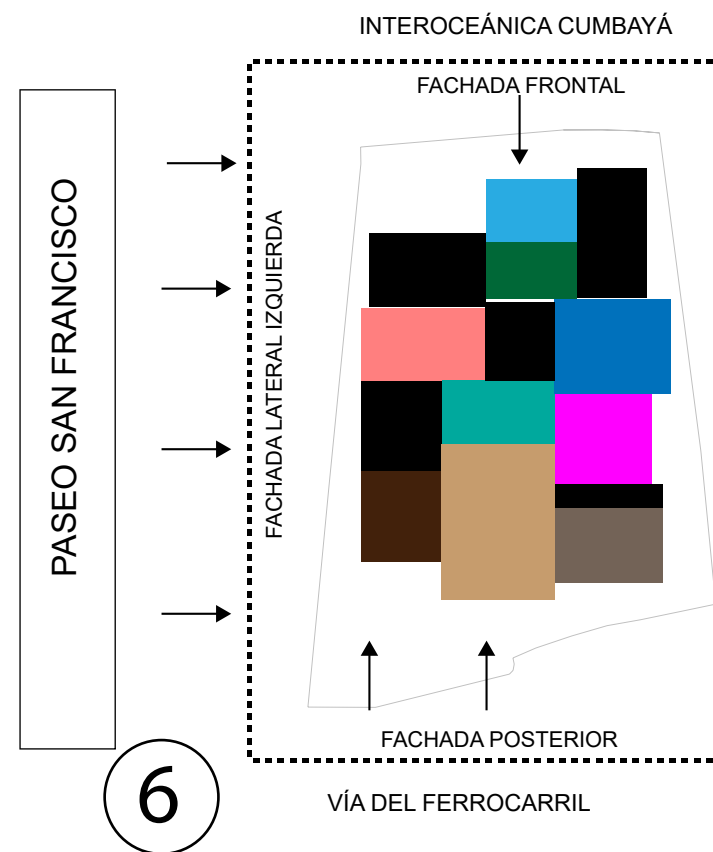 INTEROCEÁNICA CUMBAYÁ
FACHADA FRONTAL
PASEO SAN FRANCISCO
FACHADA LATERAL IZQUIERDA
FACHADA POSTERIOR
6
VÍA DEL FERROCARRIL